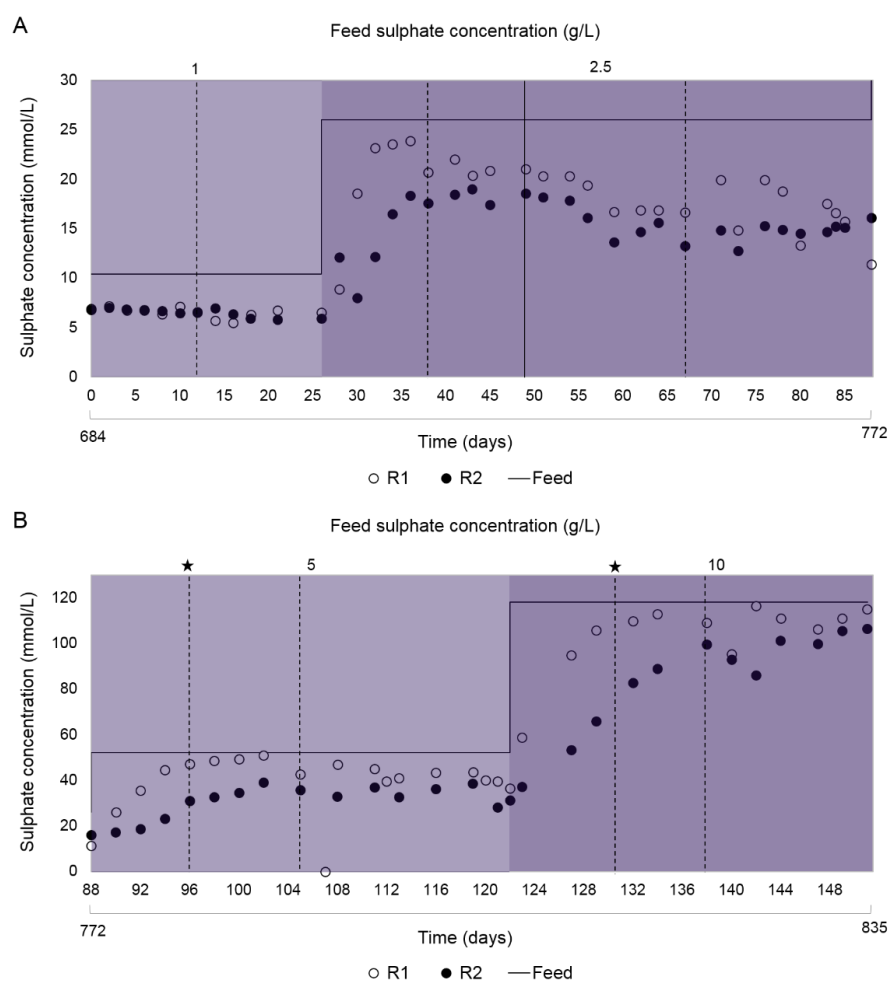 A
Feed sulphate concentration (g/L)
1 2.5
30
25
20
15
10
5
0
Sulphate concentration (mmol/L)
0 5 10 15 20 25 30 35 40 45 50 55 60 65 70 75 80 85
684 772
Time (days)
R1 R2 Feed
B
Feed sulphate concentration (g/L)
★ 5 ★ 10
120
100
80
60
40
20
0
Sulphate concentration (mmol/L)
88 92 96 100 104 108 112 116 120 124 128 132 136 140 144 148
772 835
Time (days)
R1 R2 Feed